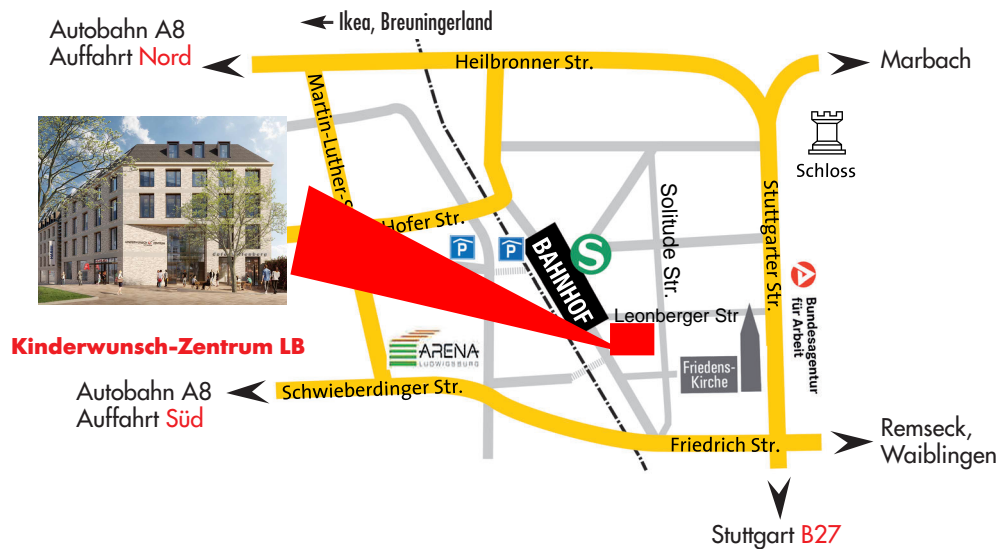 Ikea, Breuningerland
Autobahn A8
Auffahrt Nord
Heilbronner Str.
Marbach
Martin-Luther-S
Schloss
Solitude Str.
Stuttgarter Str.
Hofer Str.
P
P
BAHNHOF
S
Bundesagentur
für Arbeit
Leonberger Str
Kinderwunsch-Zentrum LB
ARENA
LUDWIGSBURG
Friedens-
Kirche
Autobahn A8
Auffahrt Süd
Schwieberdinger Str.
Friedrich Str.
Remseck,
Waiblingen
Stuttgart B27